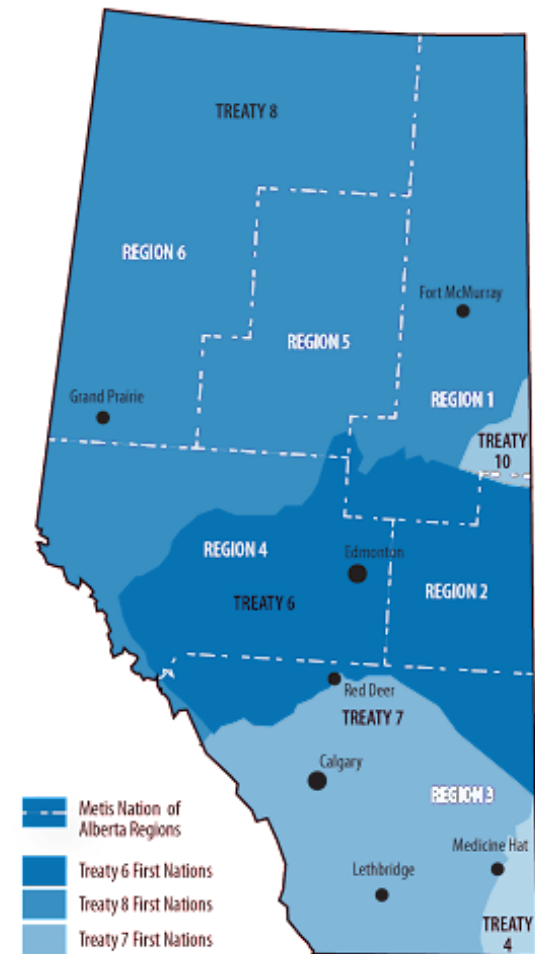 TREATY 8
REGION 6
Fort McMurray
REGION 5
Grand Prairie
REGION 1
TREATY
10
REGION 4
Edmonton
REGION 2
TREATY 6
Red Deer
TREATY 7
Calgary
REGION 3
Medicine Hat
Lethbridge
TREATY
4
Metis Nation of
Alberta Regions
Treaty 6 First Nations
Treaty 8 First Nations
Treaty 7 First Nations